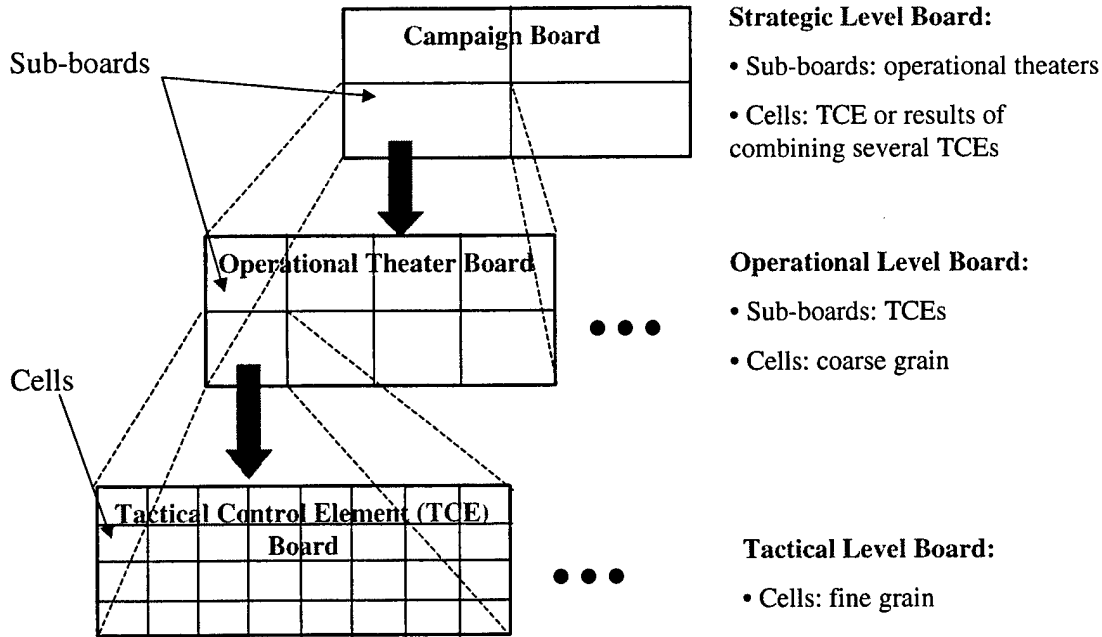 Campaign Board
Sub-boards
Strategic Level Board:
• Sub-boards: operational theaters
• Cells: TCE or results of
combining several TCEs
Operational Theater Board
Operational Level Board:
• Sub-boards: TCEs
• Cells: coarse grain
Cells
Tactical Control Element (TCE)
Board
Tactical Level Board:
• Cells: fine grain